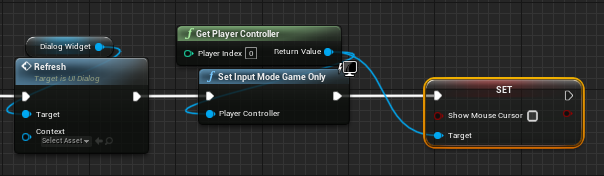 Get Player Controller
Player Index 0
Return Value
Dialog Widget
Refresh
Target is UI Dialog
Target
Context
Select Asset
Set Input Mode Game Only
Player Controller
SET
Show Mouse Cursor
Target